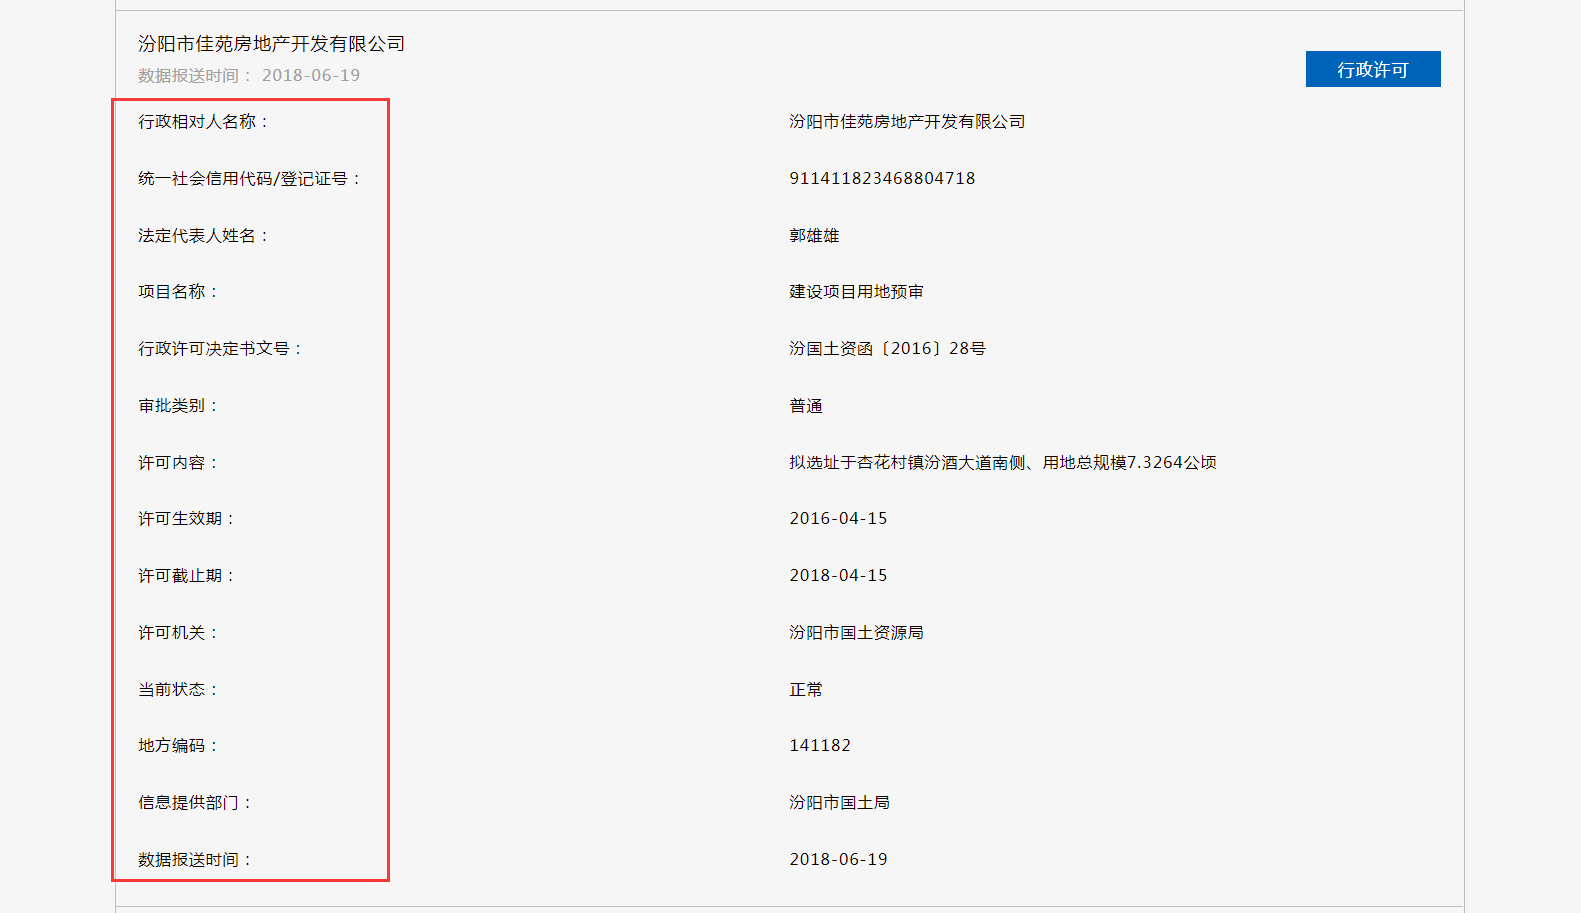 汾阳市佳苑房地产开发有限公司
数据报送时间： 2018-06-19
行政许可
行政相对人名称： 汾阳市佳苑房地产开发有限公司
统一社会信用代码/登记证号： 911411823468804718
法定代表人姓名： 郭雄雄
项目名称： 建设项目用地预审
行政许可决定书文号： 汾国土资函〔2016〕28号
审批类别： 普通
许可内容： 拟选址于杏花村镇汾酒大道南侧、用地总规模7.3264公顷
许可生效期： 2016-04-15
许可截止期： 2018-04-15
许可机关： 汾阳市国土资源局
当前状态： 正常
地方编码： 141182
信息提供部门： 汾阳市国土局
数据报送时间： 2018-06-19